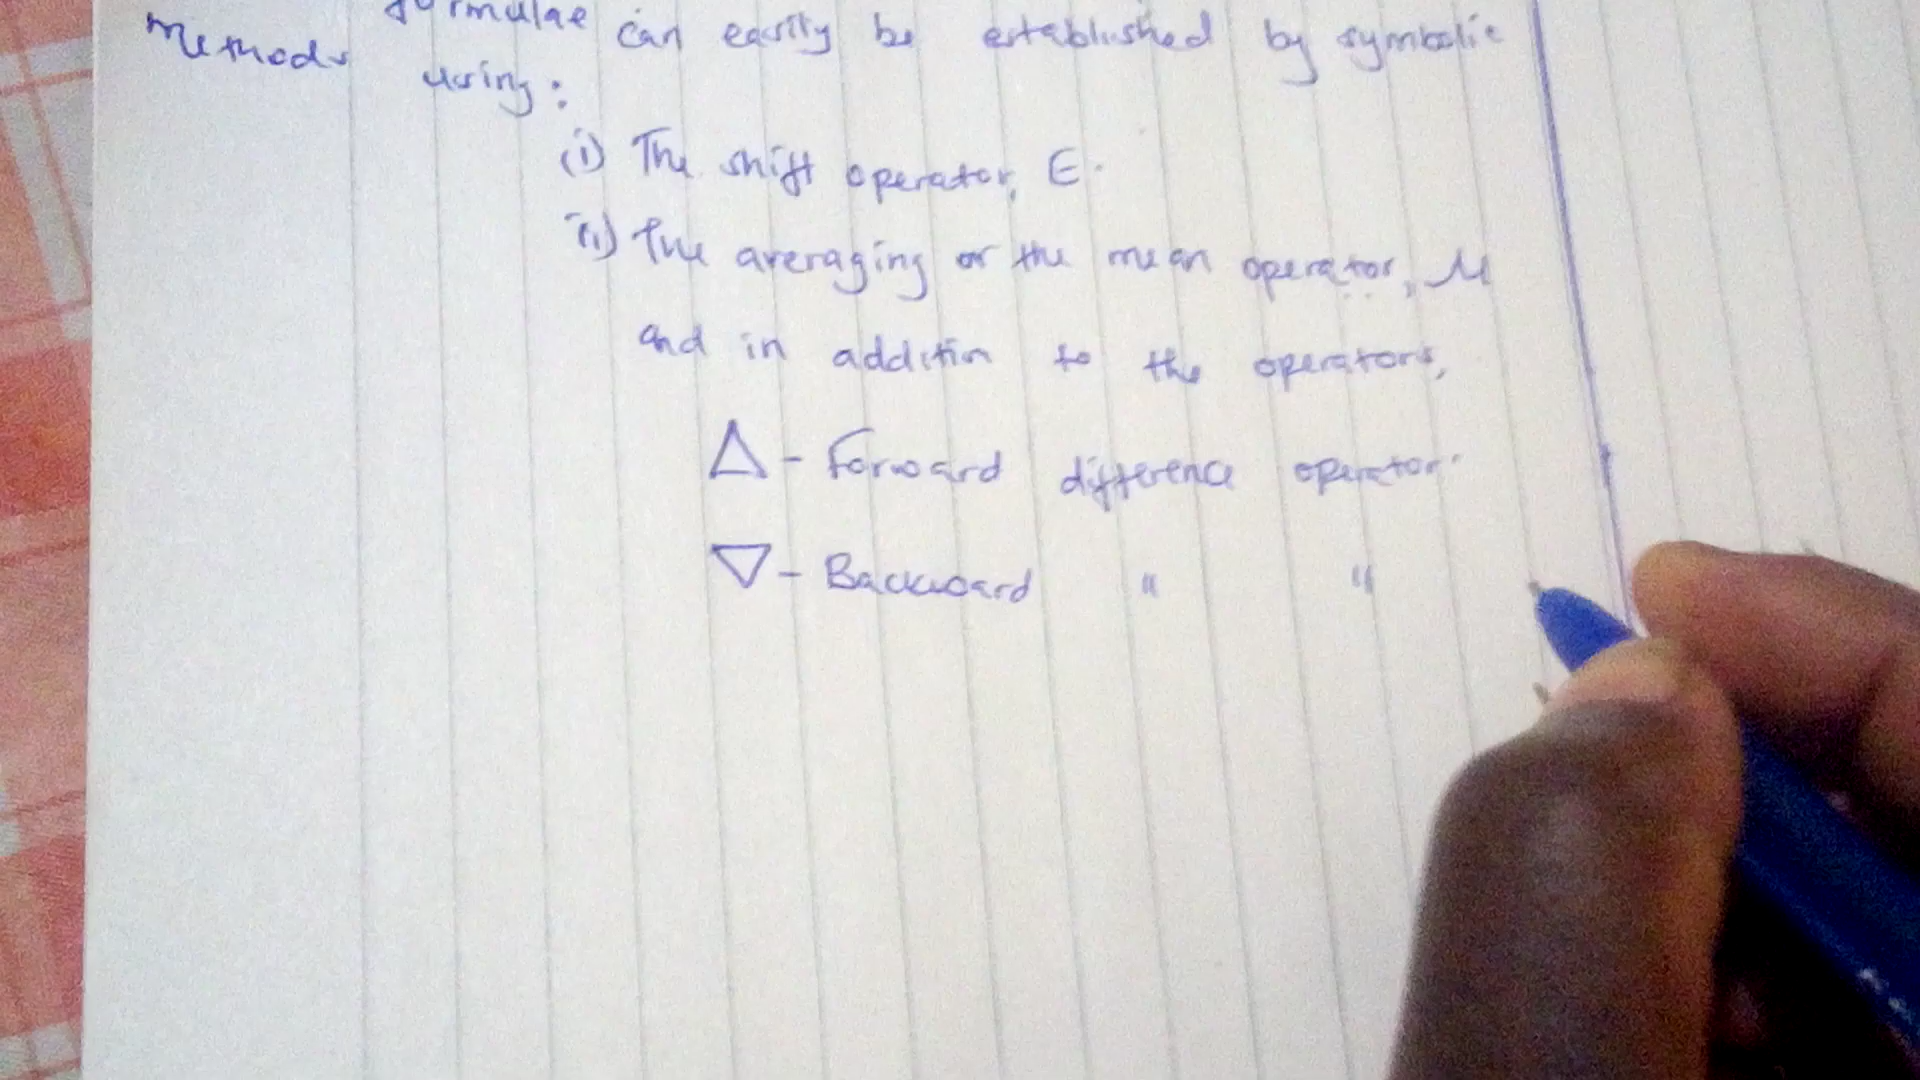 formulae can easily be established by symbolic
methods using:
(i) The shift operator, E.
(ii) The averaging or the mean operator, μ
and in addition to the operators,
Δ - Forward difference operator.
∇ - Backward " "